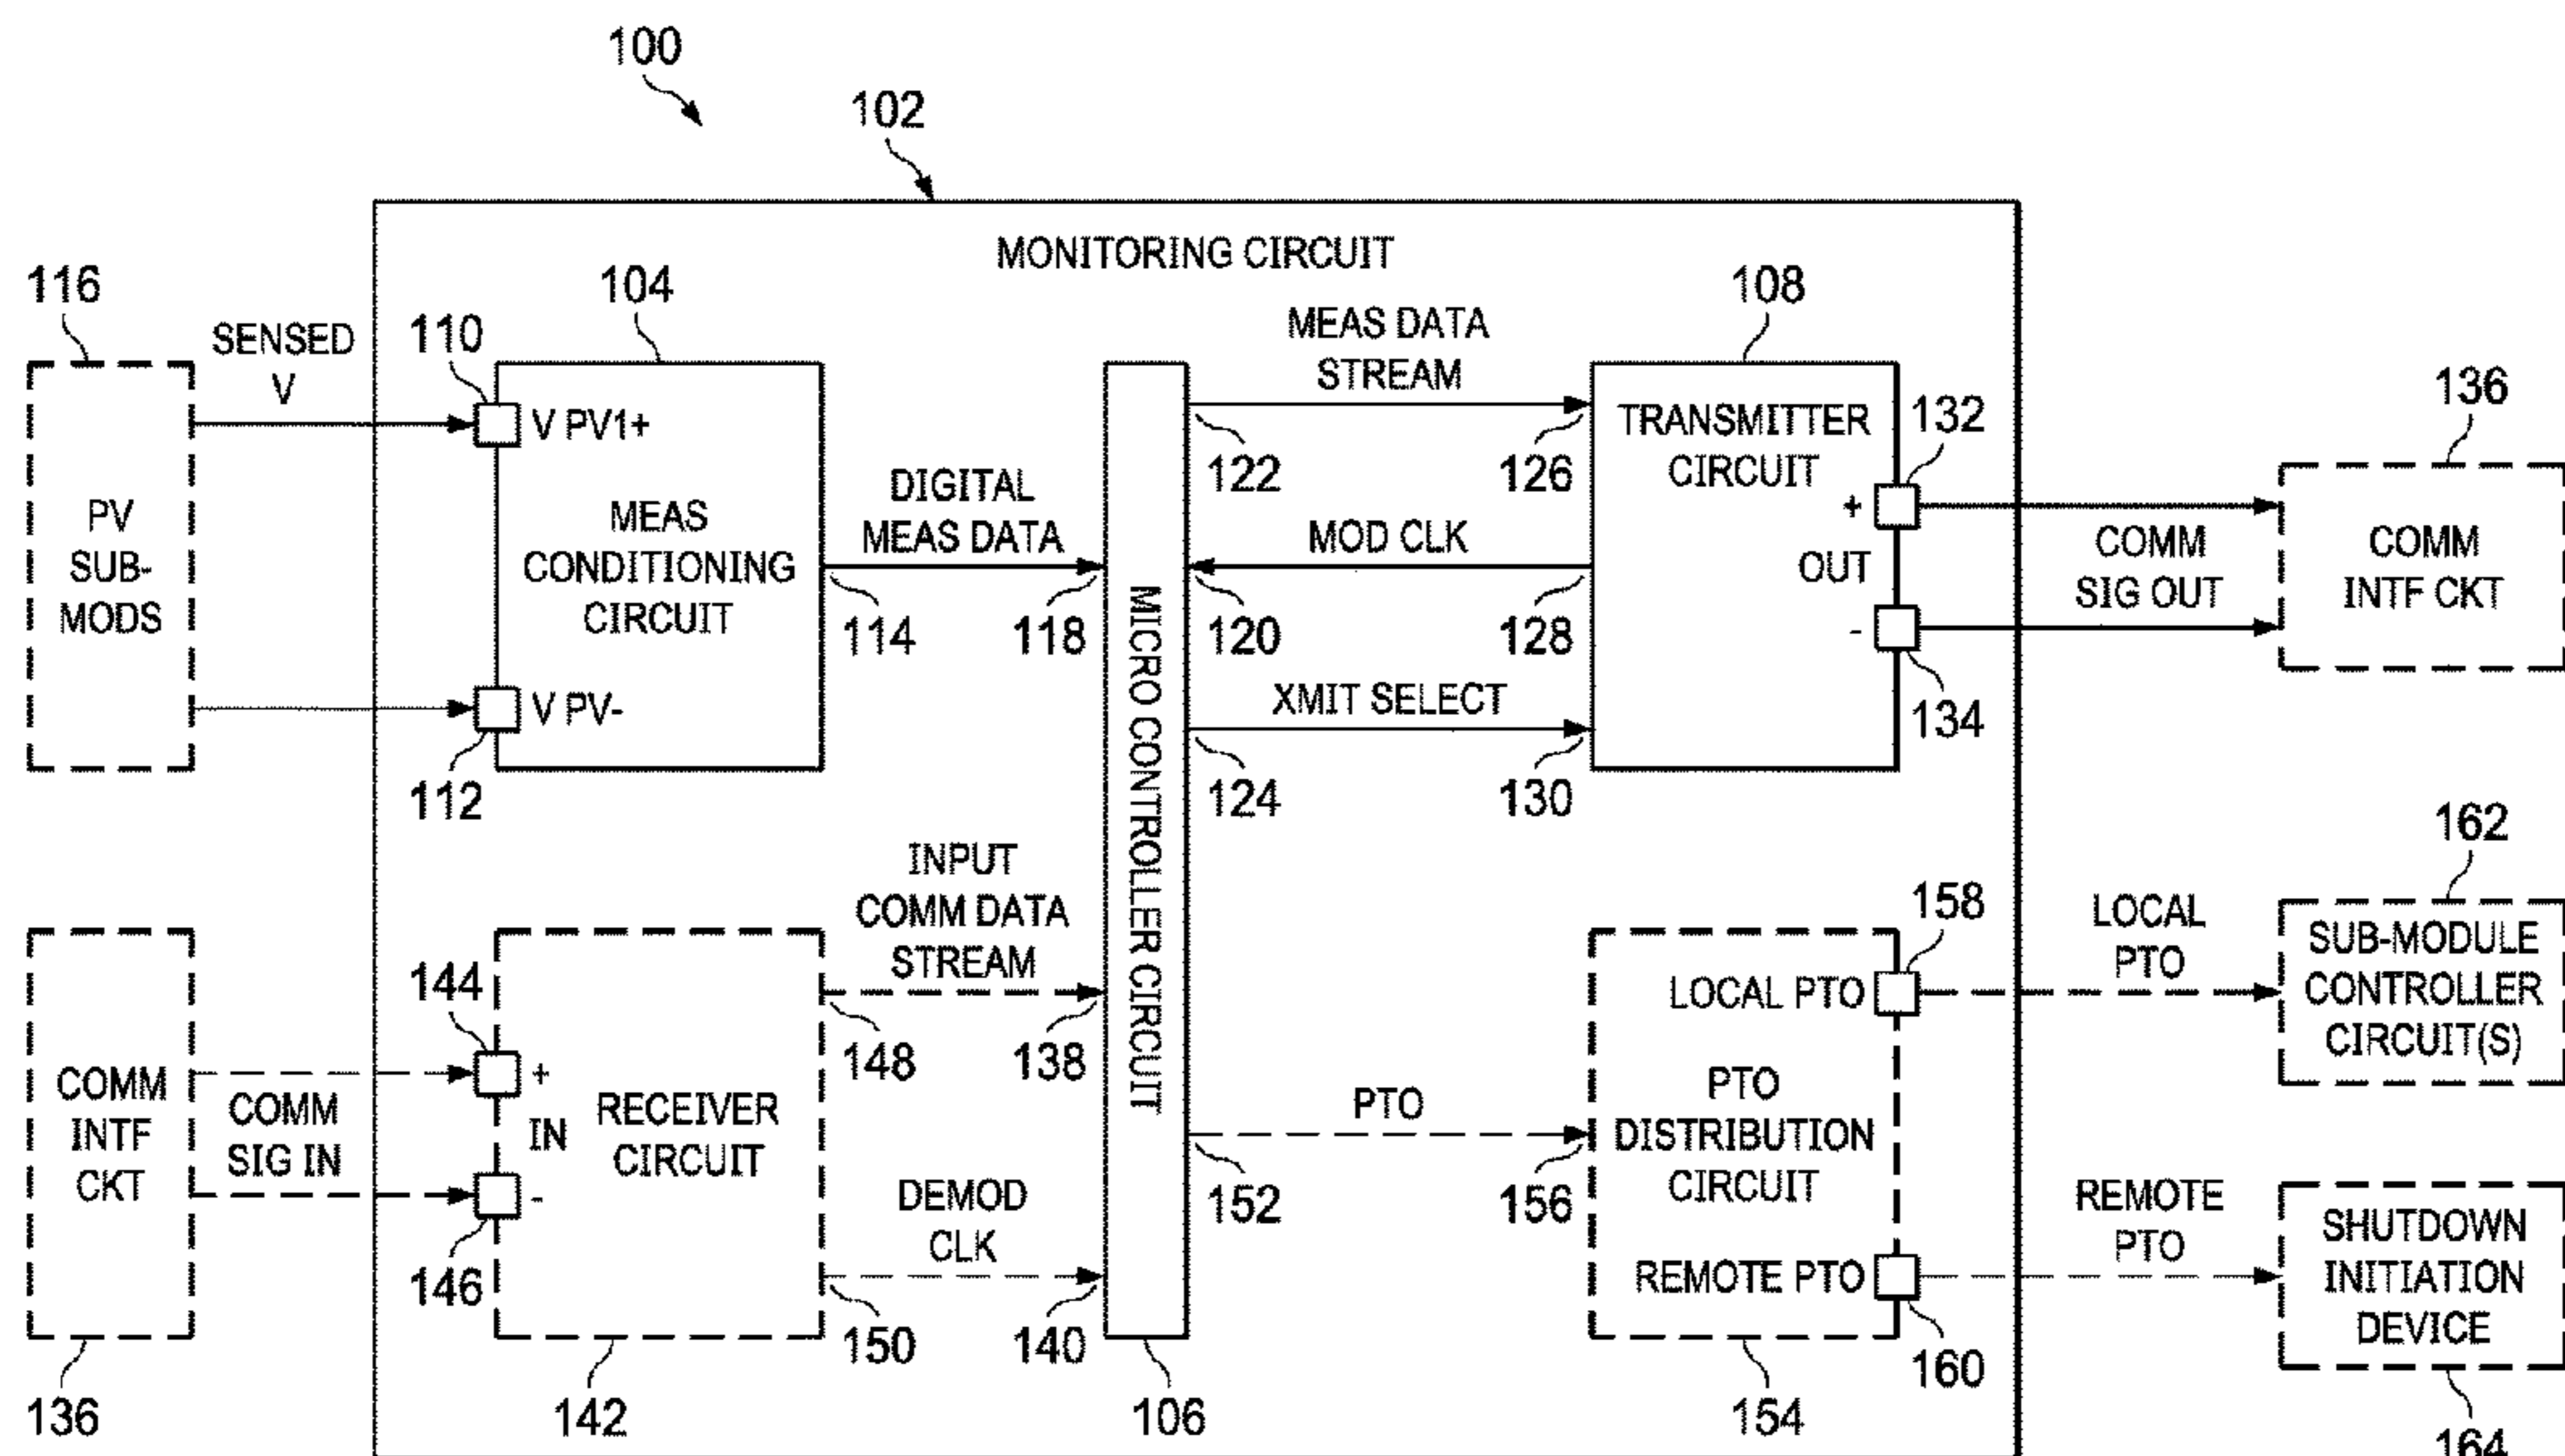 100
102
MONITORING CIRCUIT
116
SENSED
V
110
104
V PV1+
MEAS
CONDITIONING
CIRCUIT
V PV-
112
PV
SUB-
MODS
DIGITAL
MEAS DATA
114
118
MICRO CONTROLLER CIRCUIT
MEAS DATA
STREAM
122
126
MOD CLK
120
128
XMIT SELECT
124
130
108
TRANSMITTER
CIRCUIT
+
OUT
-
132
134
COMM
SIG OUT
136
COMM
INTF CKT
COMM
INTF
CKT
136
COMM
SIG IN
144
+
IN
-
146
RECEIVER
CIRCUIT
142
INPUT
COMM DATA
STREAM
148
138
DEMOD
CLK
150
140
106
PTO
152
156
LOCAL PTO
PTO
DISTRIBUTION
CIRCUIT
REMOTE PTO
154
158
160
LOCAL
PTO
162
SUB-MODULE
CONTROLLER
CIRCUIT(S)
REMOTE
PTO
SHUTDOWN
INITIATION
DEVICE
164